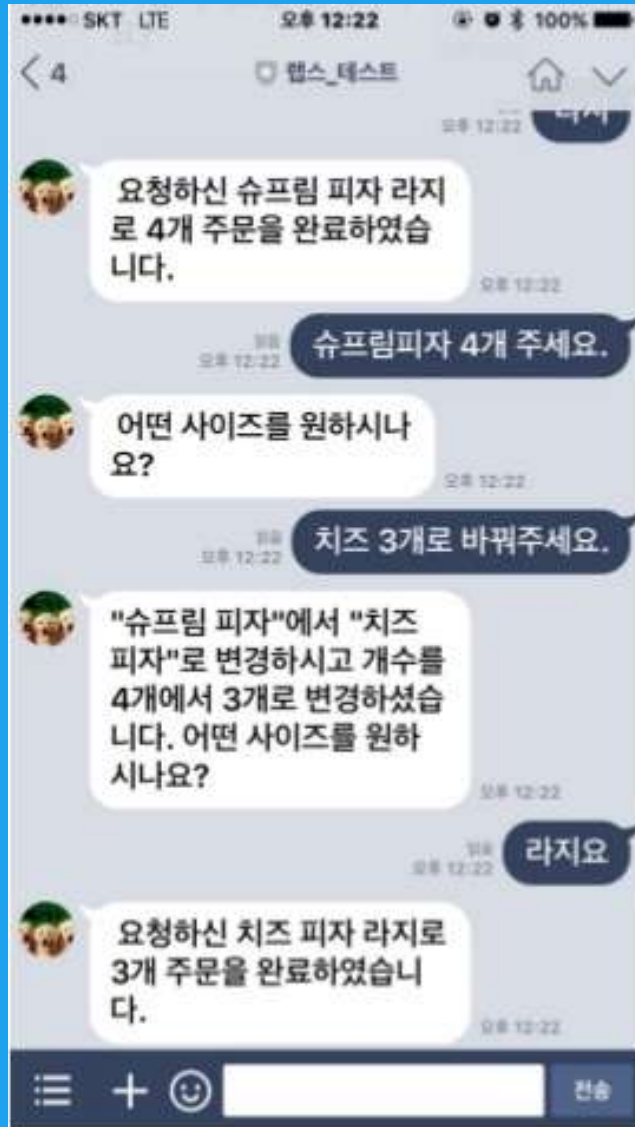 SKT LTE 오후 12:22 100%
4 랩스_테스트
오후 12:22 라지
요청하신 슈프림 피자 라지
로 4개 주문을 완료하였습
니다.
오후 12:22
읽음
오후 12:22
슈프림피자 4개 주세요.
어떤 사이즈를 원하시나
요?
오후 12:22
읽음
오후 12:22
치즈 3개로 바꿔주세요.
"슈프림 피자"에서 "치즈
피자"로 변경하시고 개수를
4개에서 3개로 변경하셨습
니다. 어떤 사이즈를 원하
시나요?
오후 12:22
읽음
오후 12:22
라지요
요청하신 치즈 피자 라지로
3개 주문을 완료하였습니
다.
오후 12:22
전송